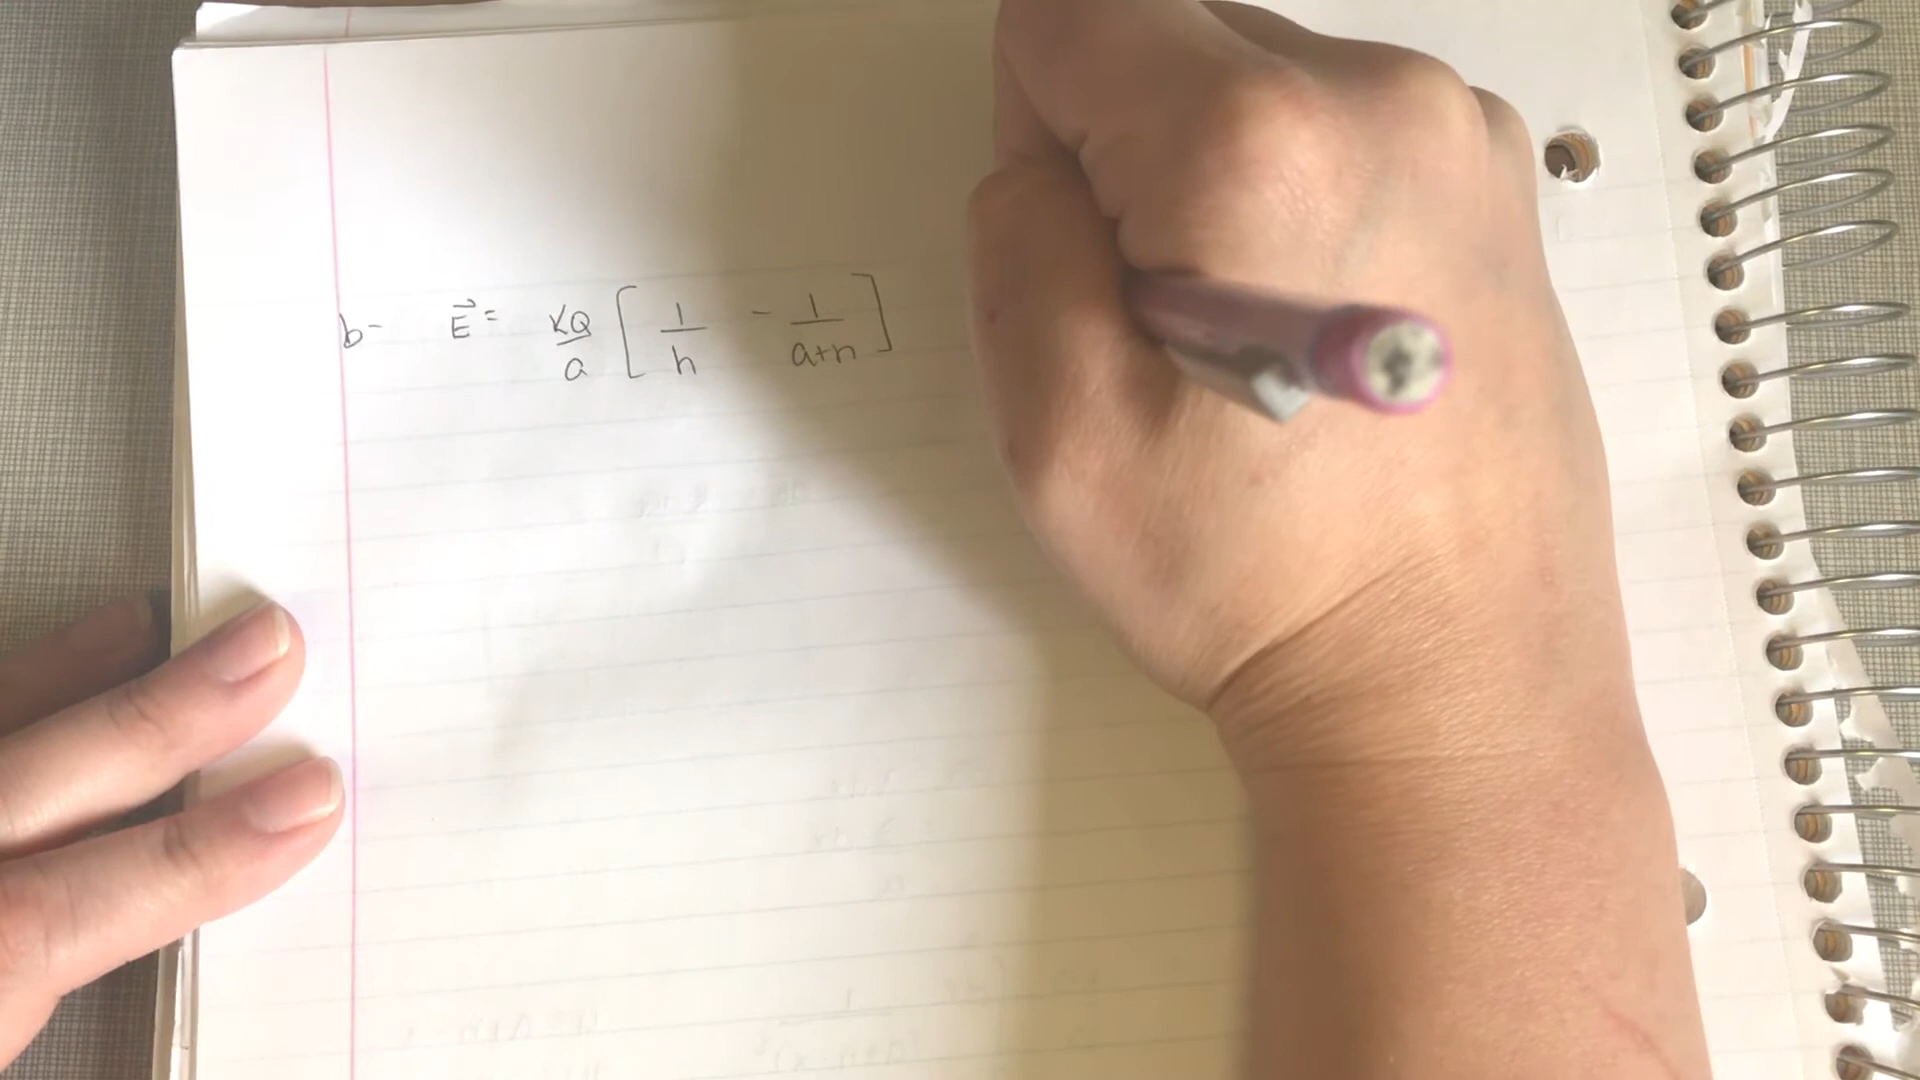 b- E⃗ = KQ/a [ 1/h - 1/(a+h) ]